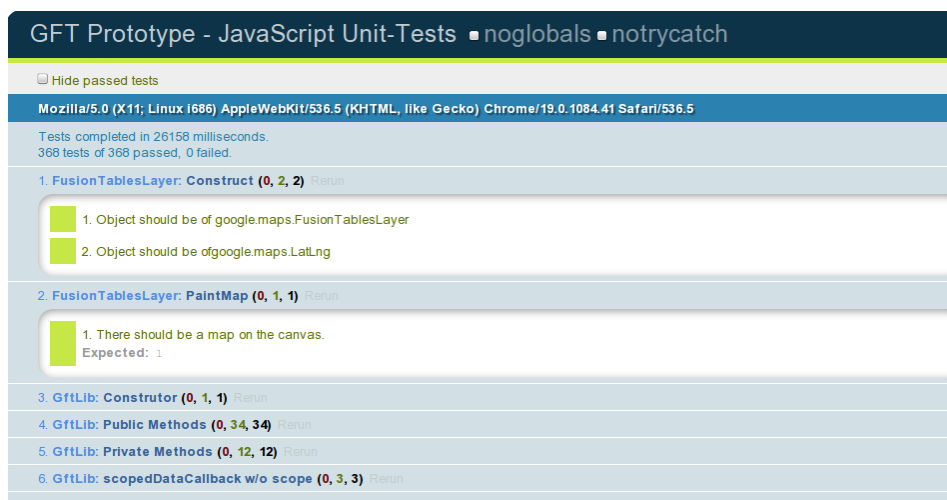 GFT Prototype - JavaScript Unit-Tests noglobals notrycatch
Hide passed tests
Mozilla/5.0 (X11; Linux i686) AppleWebKit/536.5 (KHTML, like Gecko) Chrome/19.0.1084.41 Safari/536.5
Tests completed in 26158 milliseconds.
368 tests of 368 passed, 0 failed.
1. FusionTablesLayer: Construct (0, 2, 2) Rerun
1. Object should be of google.maps.FusionTablesLayer
2. Object should be ofgoogle.maps.LatLng
2. FusionTablesLayer: PaintMap (0, 1, 1) Rerun
1. There should be a map on the canvas.
Expected: 1
3. GftLib: Construtor (0, 1, 1) Rerun
4. GftLib: Public Methods (0, 34, 34) Rerun
5. GftLib: Private Methods (0, 12, 12) Rerun
6. GftLib: scopedDataCallback w/o scope (0, 3, 3) Rerun